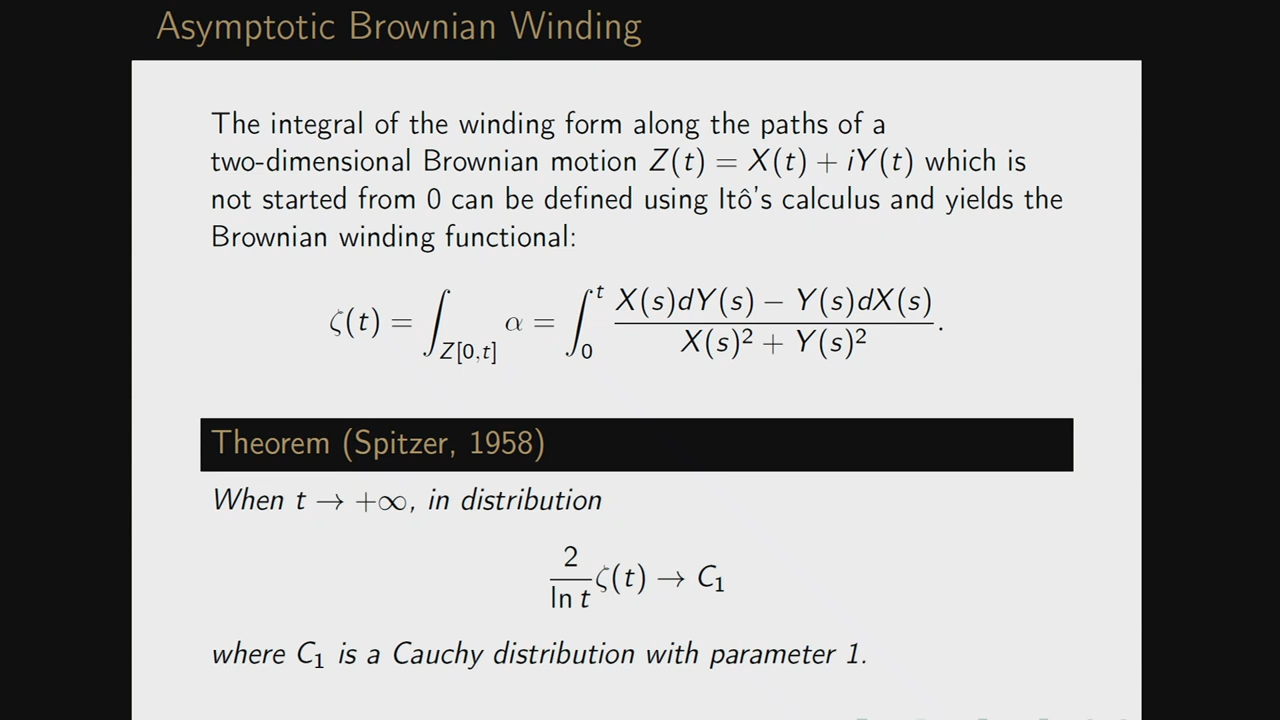 Asymptotic Brownian Winding
The integral of the winding form along the paths of a
two-dimensional Brownian motion Z(t) = X(t) + iY(t) which is
not started from 0 can be defined using Itô's calculus and yields the
Brownian winding functional:
ζ(t) = ∫_{Z[0,t]} α = ∫_0^t (X(s)dY(s) − Y(s)dX(s)) / (X(s)² + Y(s)²).
Theorem (Spitzer, 1958)
When t → +∞, in distribution
2/ln t ζ(t) → C₁
where C₁ is a Cauchy distribution with parameter 1.